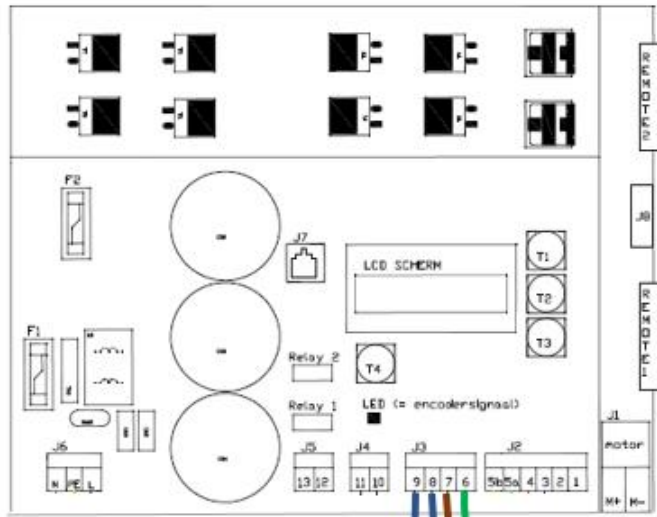 REMOTE2
F2
J8
J7
LCD SCHERM
T1
T2
T3
REMOTE1
F1
Relay 2
T4
Relay 1
LED (= encodersignaal)
J1
motor
J6
J5
J4
J3
J2
N PE L
13 12
11 10
9 8 7 6
5b 5a 4 3 2 1
M+ M-